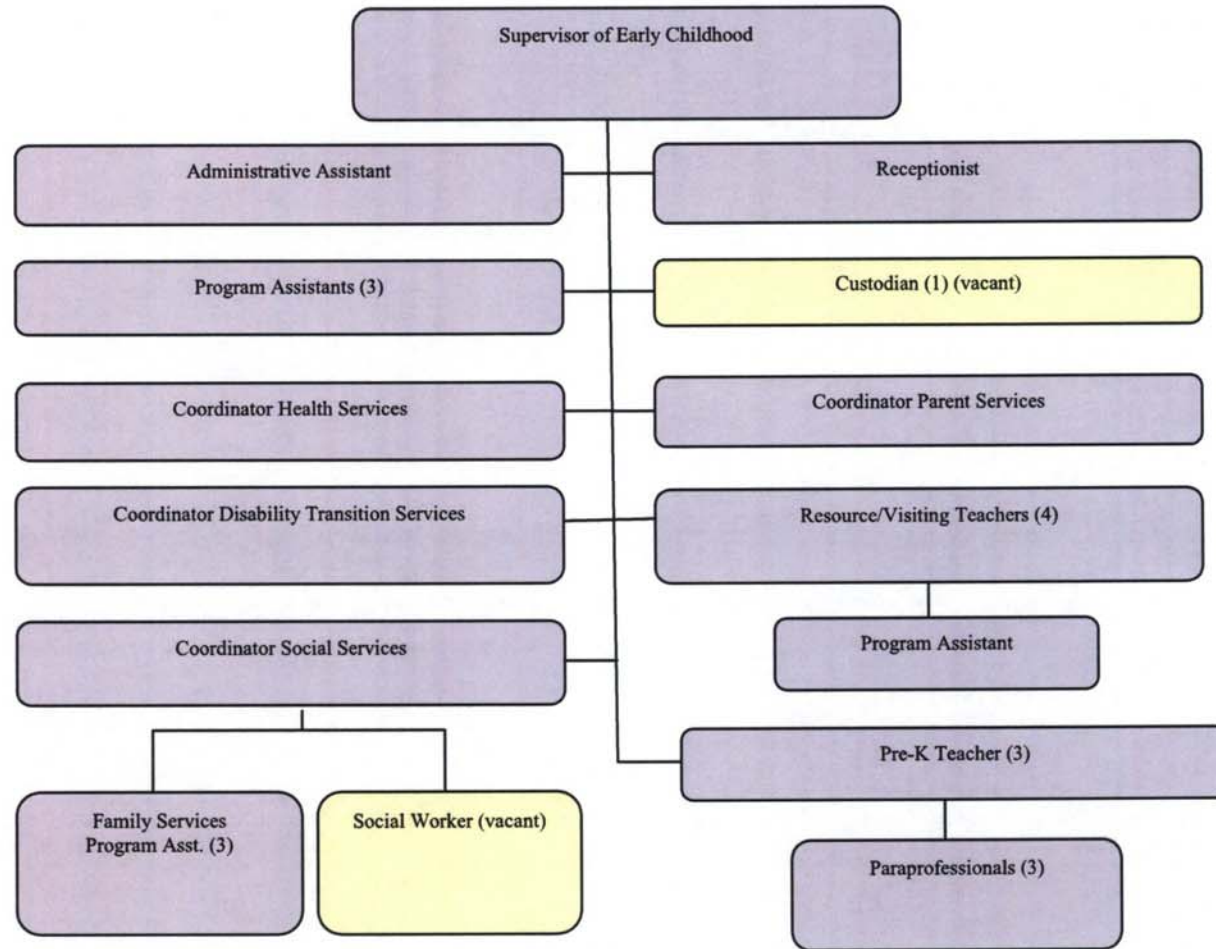 Supervisor of Early Childhood
Administrative Assistant
Receptionist
Program Assistants (3)
Custodian (1) (vacant)
Coordinator Health Services
Coordinator Parent Services
Coordinator Disability Transition Services
Resource/Visiting Teachers (4)
Coordinator Social Services
Program Assistant
Pre-K Teacher (3)
Family Services
Program Asst. (3)
Social Worker (vacant)
Paraprofessionals (3)